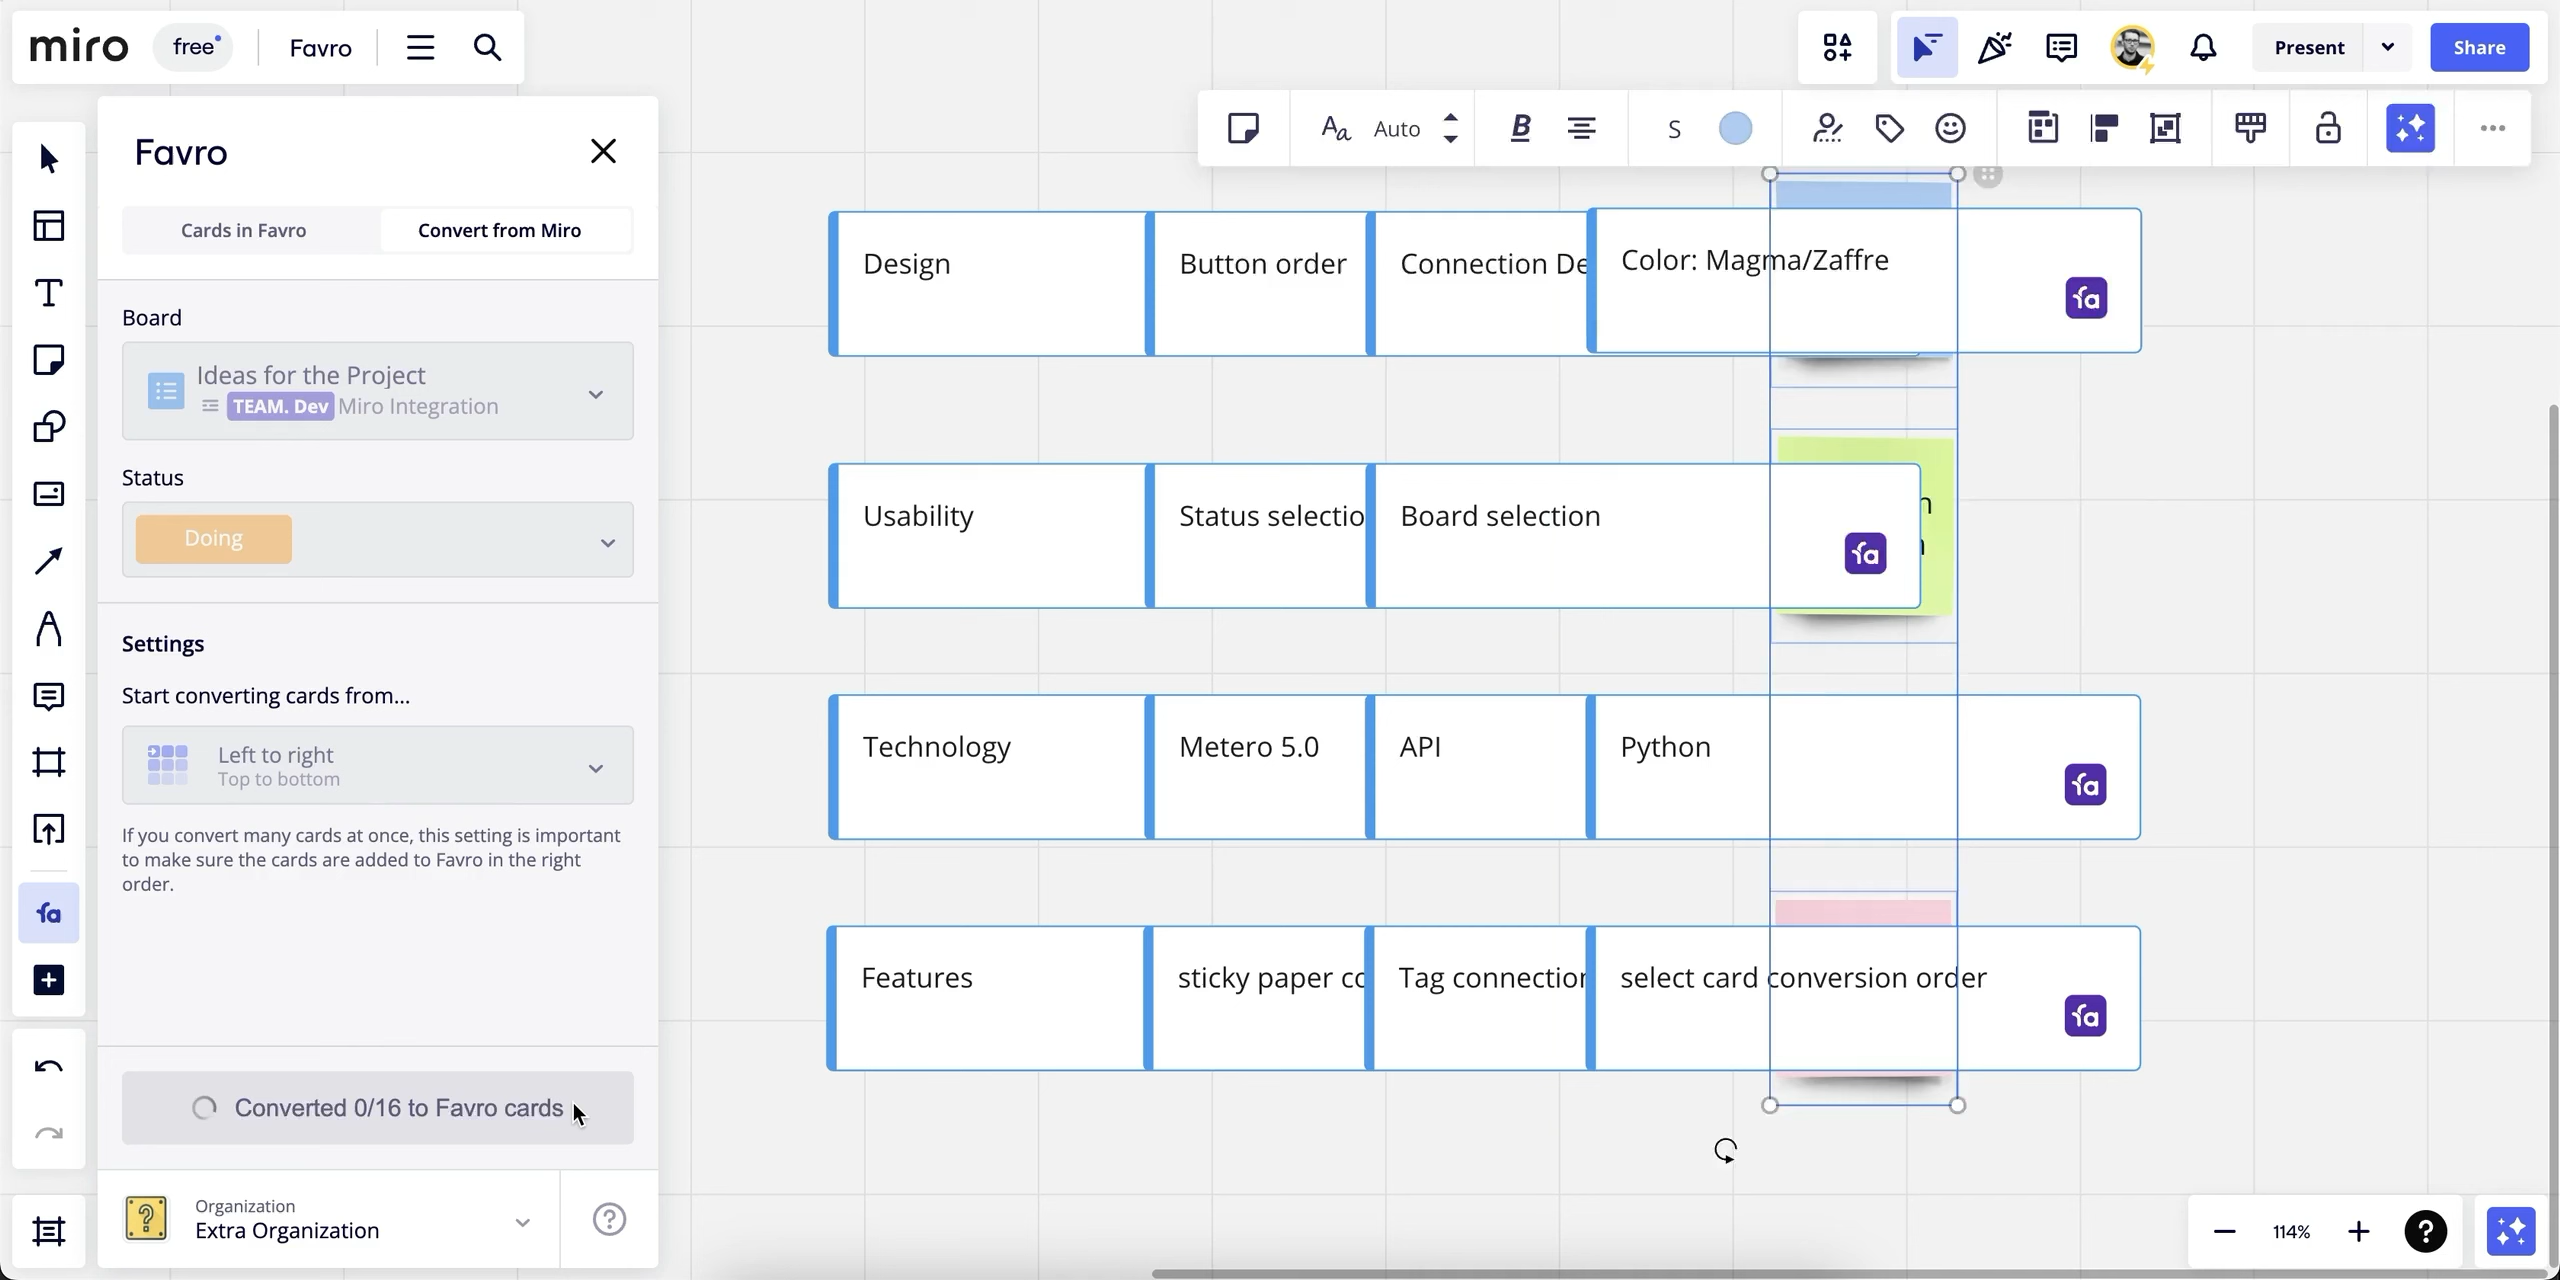 miro
free
Favro
Present
Share
Auto
B
S
Favro
Cards in Favro
Convert from Miro
Board
Ideas for the Project
TEAM. Dev Miro Integration
Status
Doing
Settings
Start converting cards from...
Left to right
Top to bottom
If you convert many cards at once, this setting is important
to make sure the cards are added to Favro in the right
order.
Converted 0/16 to Favro cards
Organization
Extra Organization
Design
Button order
Connection De
Color: Magma/Zaffre
fa
Usability
Status selectio
Board selection
fa
n
Technology
Metero 5.0
API
Python
fa
Features
sticky paper co
Tag connection
select card conversion order
fa
114%